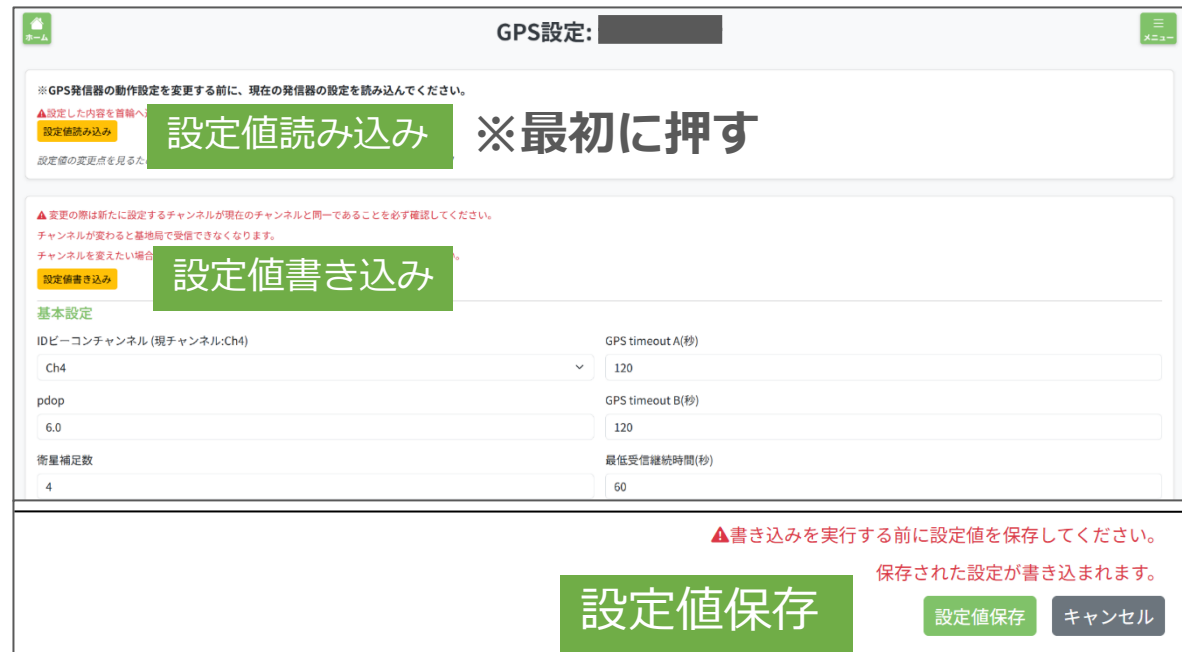 ホーム
GPS設定:
メニュー
※GPS発信器の動作設定を変更する前に、現在の発信器の設定を読み込んでください。
▲設定した内容を首輪へ
設定値読み込み
設定値読み込み ※最初に押す
設定値の変更点を見るた
▲変更の際は新たに設定するチャンネルが現在のチャンネルと同一であることを必ず確認してください。
チャンネルが変わると基地局で受信できなくなります。
チャンネルを変えたい場合
設定値書き込み
設定値書き込み
基本設定
IDビーコンチャンネル (現チャンネル:Ch4)
GPS timeout A(秒)
Ch4
120
pdop
GPS timeout B(秒)
6.0
120
衛星補足数
最低受信継続時間(秒)
4
60
▲書き込みを実行する前に設定値を保存してください。
保存された設定が書き込まれます。
設定値保存
設定値保存
キャンセル